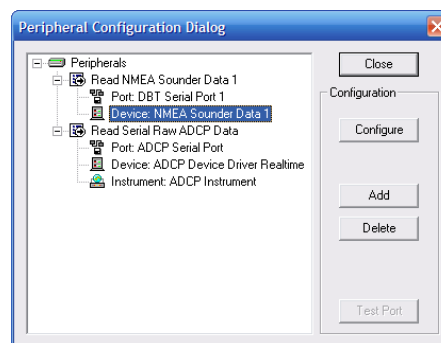 Peripheral Configuration Dialog
Peripherals
Read NMEA Sounder Data 1
Port: DBT Serial Port 1
Device: NMEA Sounder Data 1
Read Serial Raw ADCP Data
Port: ADCP Serial Port
Device: ADCP Device Driver Realtime
Instrument: ADCP Instrument
Close
Configuration
Configure
Add
Delete
Test Port